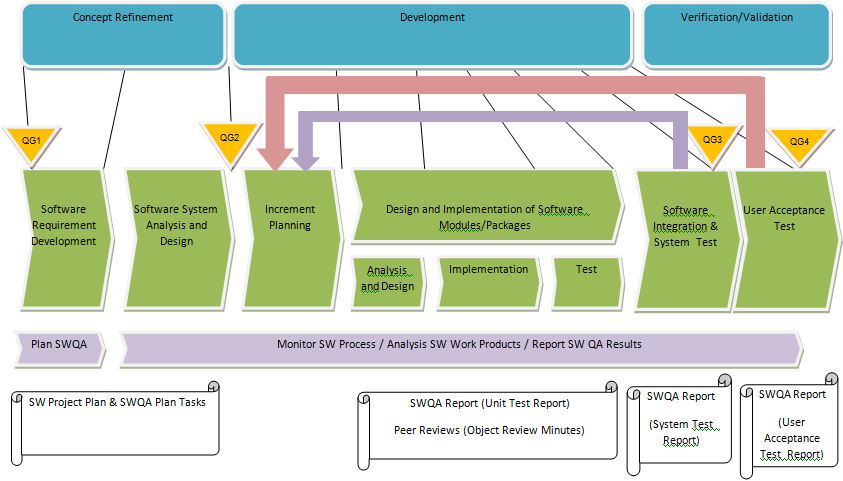 Concept Refinement
Development
Verification/Validation
QG1
QG2
QG3
QG4
Software
Requirement
Development
Software System
Analysis and
Design
Increment
Planning
Design and Implementation of Software
Modules/Packages
Software
Integration &
System Test
User Acceptance
Test
Analysis
and Design
Implementation
Test
Plan SWQA
Monitor SW Process / Analysis SW Work Products / Report SW QA Results
SW Project Plan & SWQA Plan Tasks
SWQA Report (Unit Test Report)
Peer Reviews (Object Review Minutes)
SWQA Report
(System Test
Report)
SWQA Report
(User
Acceptance
Test Report)